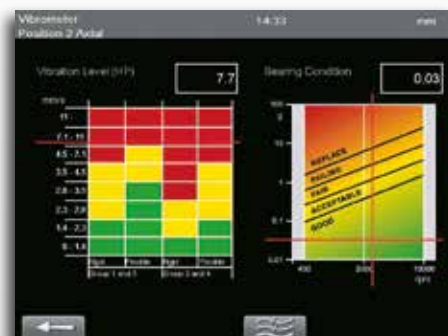 Vibrometer 14:33 mm
Position 2 Axial
Vibration Level (HP) 7.7
Bearing Condition 0.03
mm/s
11 -
7.1 - 11
4.5 - 7.1
3.5 - 4.5
2.8 - 3.5
2.3 - 2.8
1.4 - 2.3
0 - 1.4
Rigid Flexible Rigid Flexible
Group 1 and 3 Group 2 and 4
100
10
1
0.1
0.01
REPLACE
FAILING
FAIR
ACCEPTABLE
GOOD
400 2000 10000
rpm